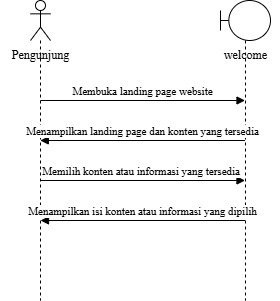 Pengunjung
welcome
Membuka landing page website
Menampilkan landing page dan konten yang tersedia
Memilih konten atau informasi yang tersedia
Menampilkan isi konten atau informasi yang dipilih